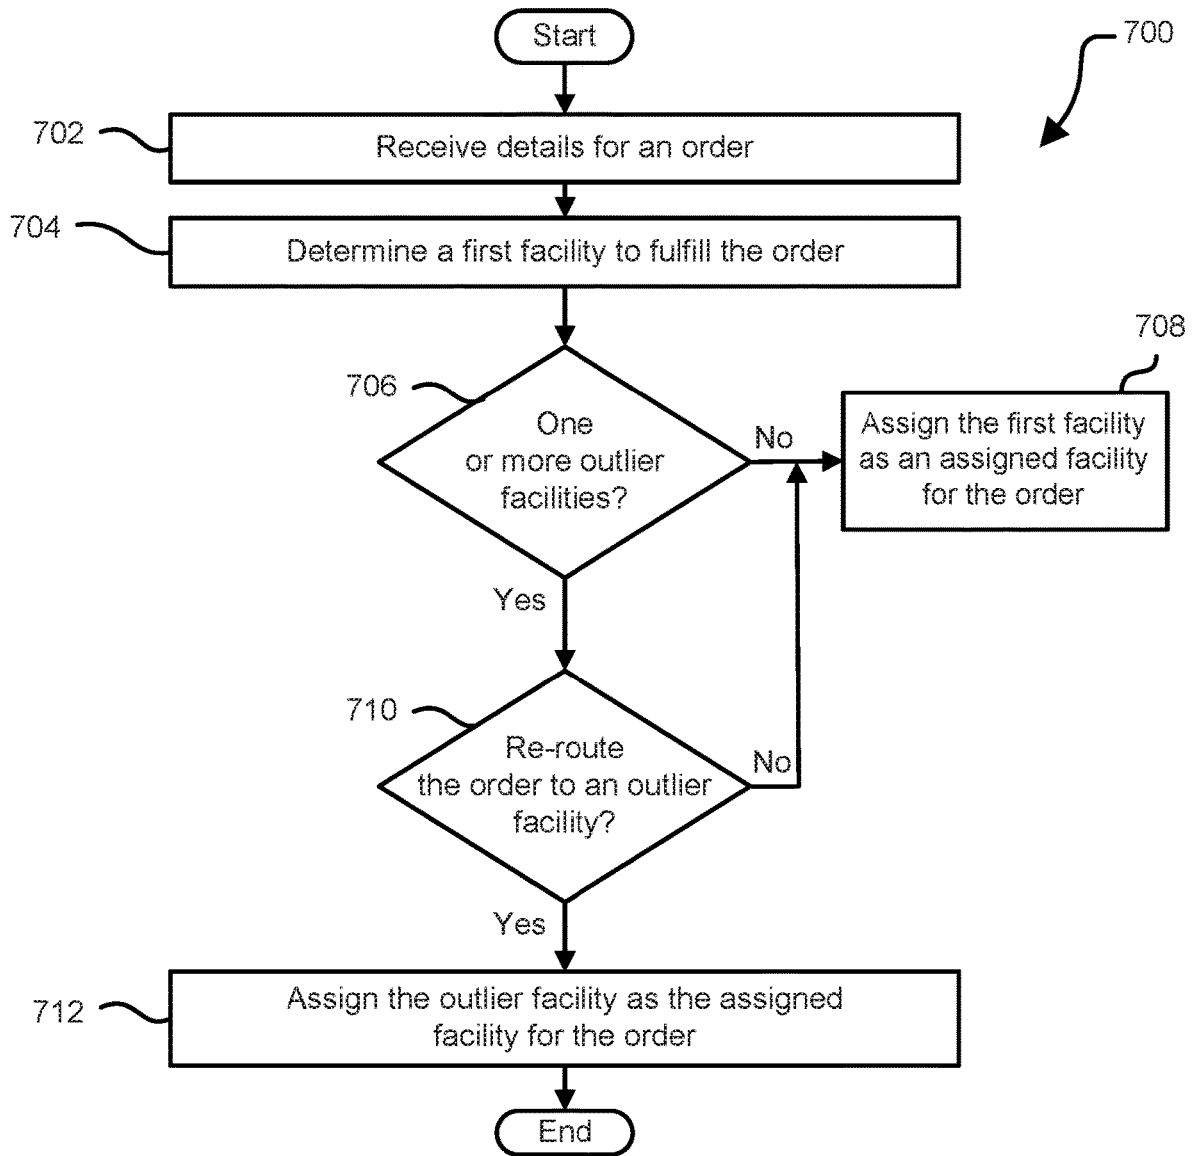 Start
700
702
Receive details for an order
704
Determine a first facility to fulfill the order
708
706
One
or more outlier
facilities?
No
Assign the first facility
as an assigned facility
for the order
Yes
710
Re-route
the order to an outlier
facility?
No
Yes
712
Assign the outlier facility as the assigned
facility for the order
End